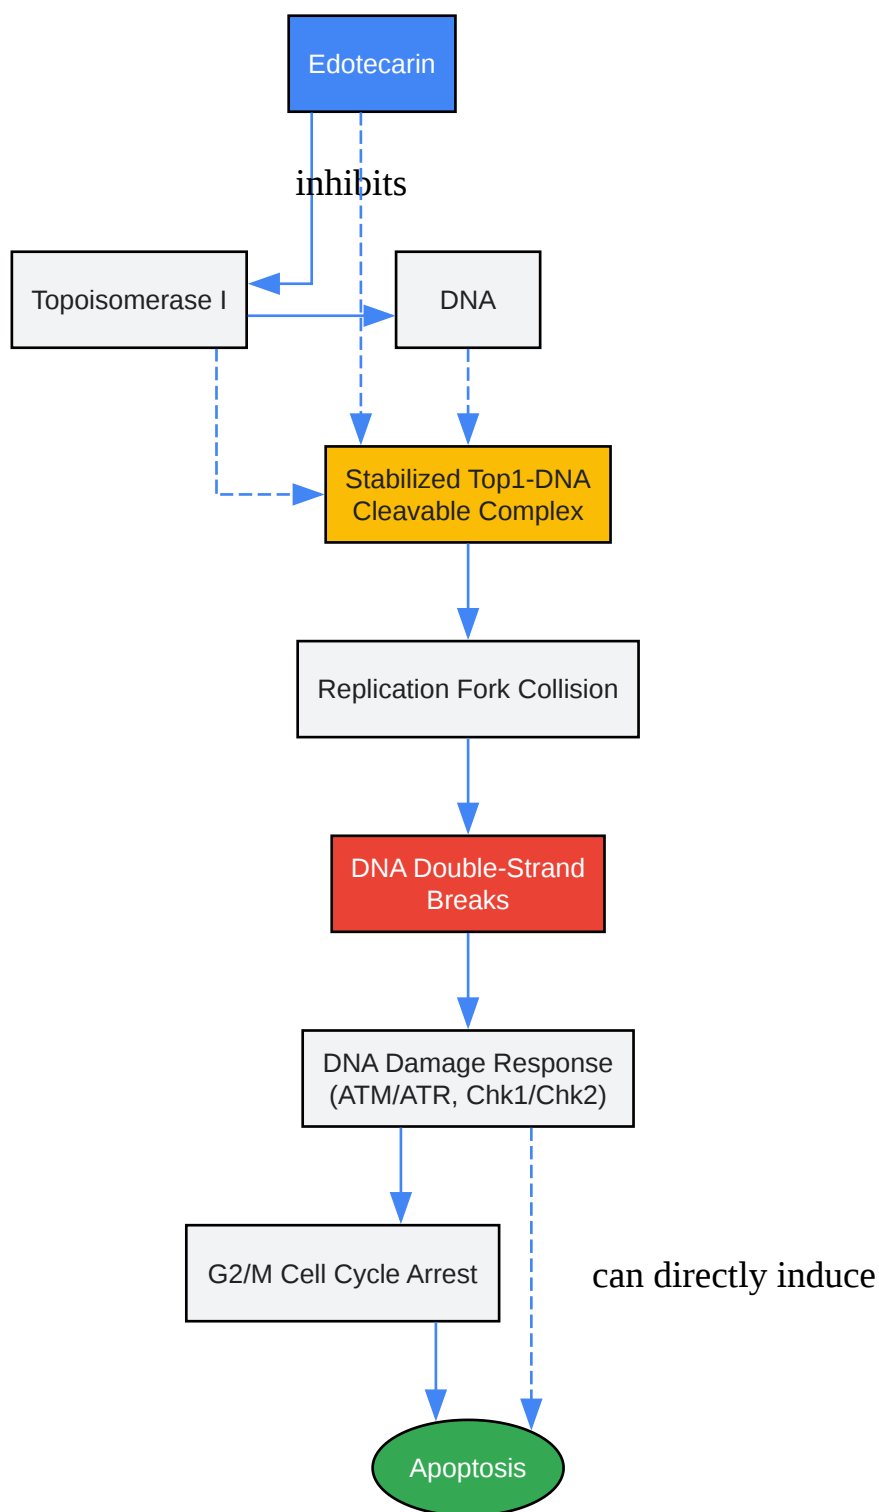 Edotecarin
inhibits
Topoisomerase I
DNA
Stabilized Top1-DNA
Cleavable Complex
Replication Fork Collision
DNA Double-Strand
Breaks
DNA Damage Response
(ATM/ATR, Chk1/Chk2)
G2/M Cell Cycle Arrest
can directly induce
Apoptosis